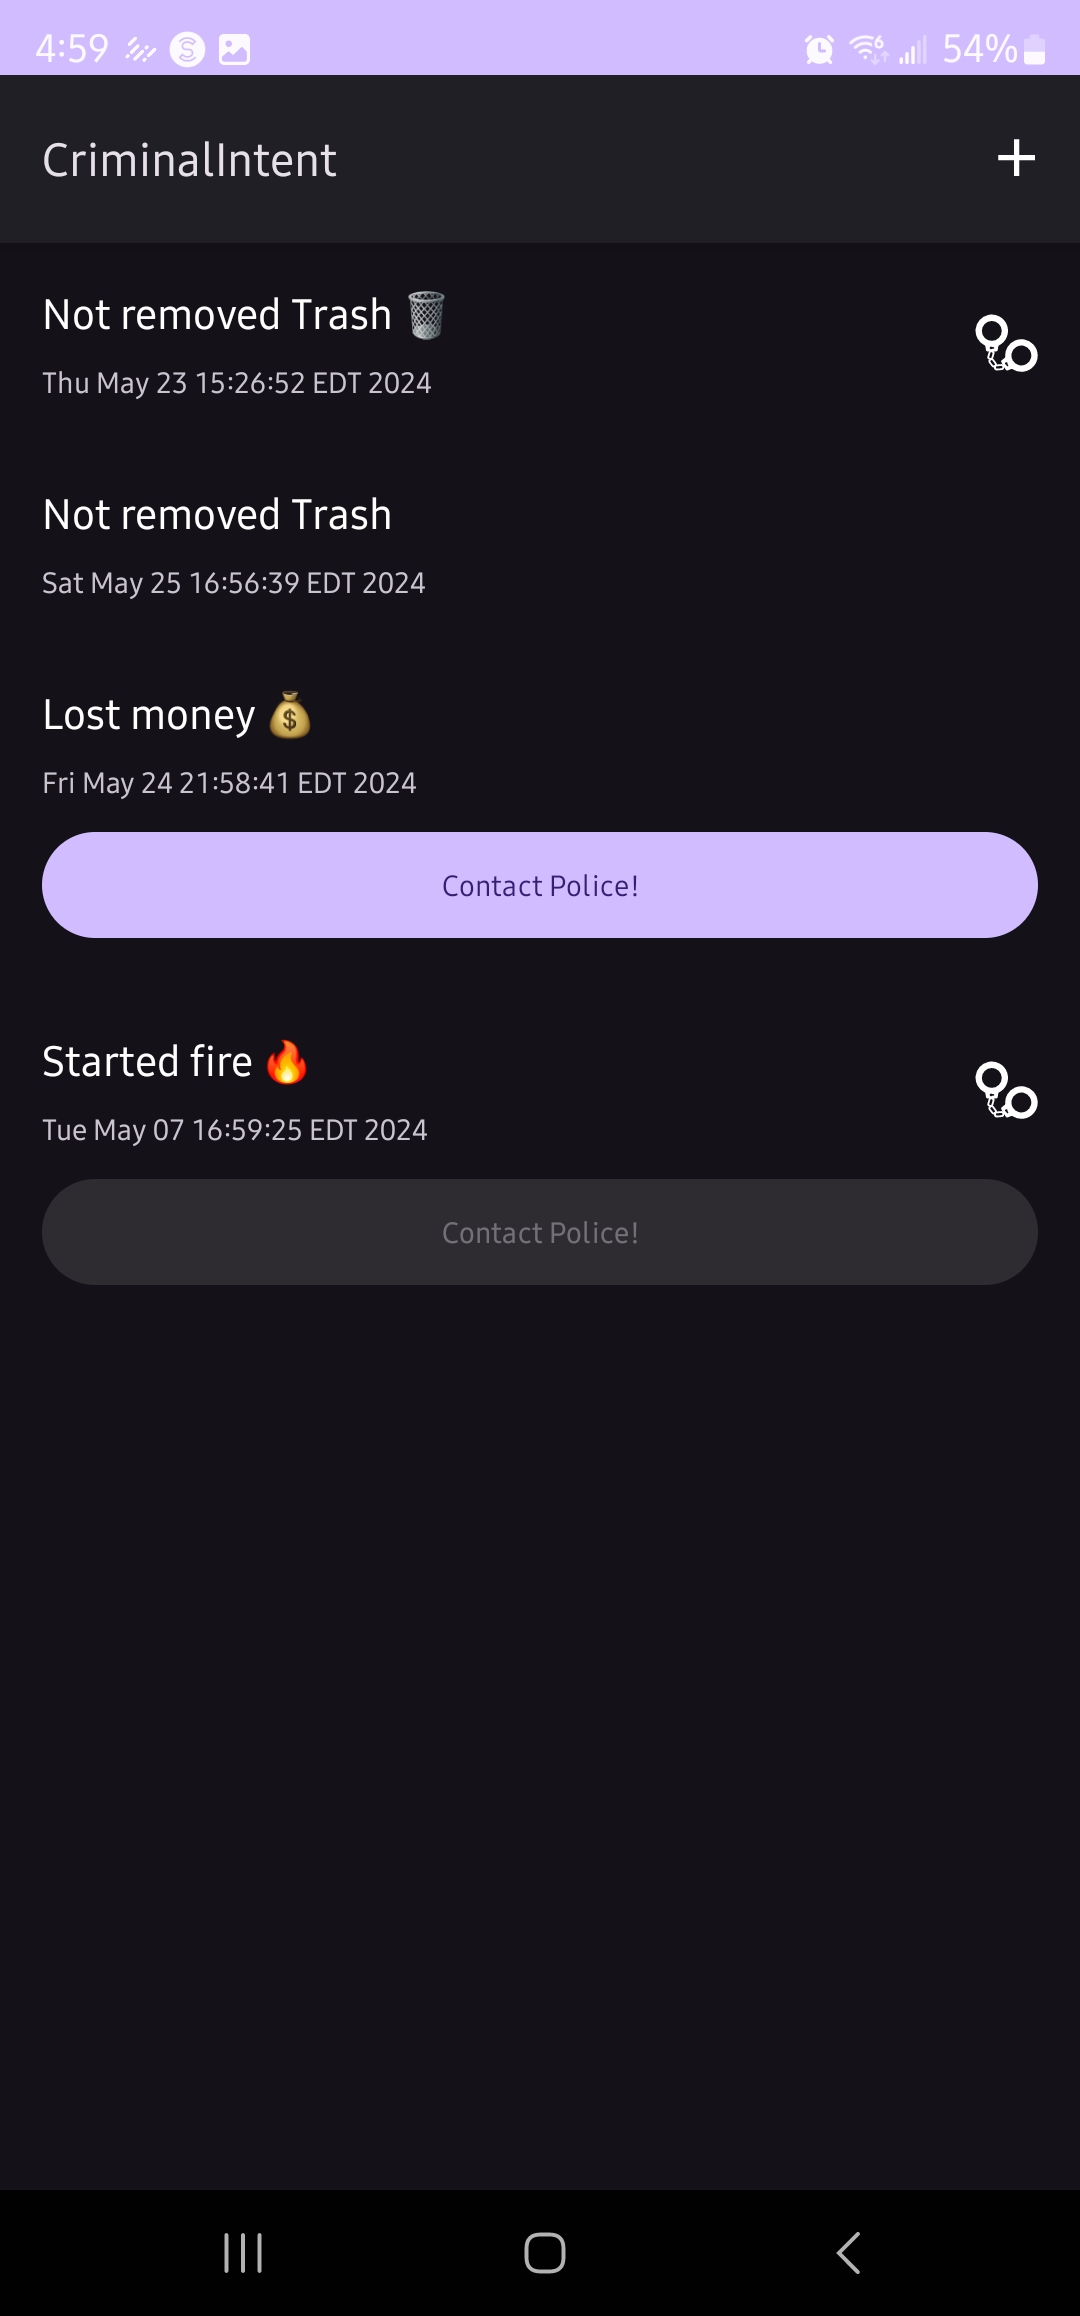 4:59 54%
CriminalIntent
Not removed Trash 🗑️
Thu May 23 15:26:52 EDT 2024
Not removed Trash
Sat May 25 16:56:39 EDT 2024
Lost money 💰
Fri May 24 21:58:41 EDT 2024
Contact Police!
Started fire 🔥
Tue May 07 16:59:25 EDT 2024
Contact Police!